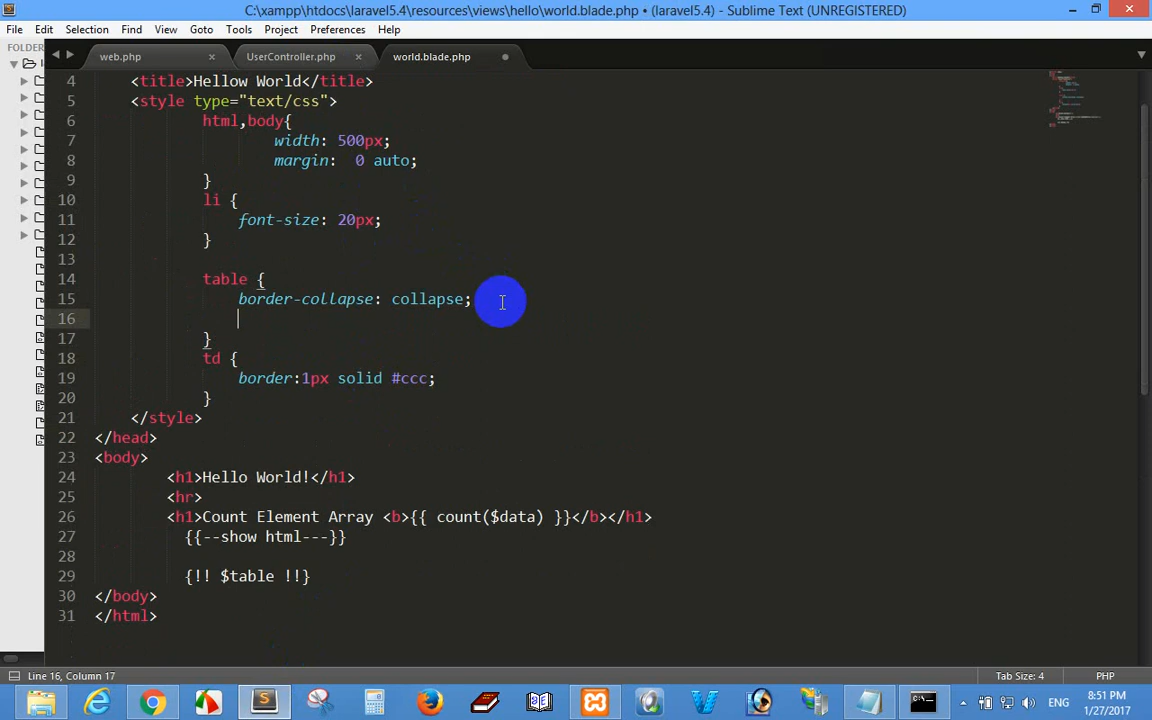 C:\xampp\htdocs\laravel5.4\resources\views\hello\world.blade.php • (laravel5.4) - Sublime Text (UNREGISTERED)
File Edit Selection Find View Goto Tools Project Preferences Help
FOLDER
web.php × UserController.php × world.blade.php
4 <title>Hellow World</title>
5 <style type="text/css">
6 html,body{
7 width: 500px;
8 margin: 0 auto;
9 }
10 li {
11 font-size: 20px;
12 }
13
14 table {
15 border-collapse: collapse;
16
17 }
18 td {
19 border:1px solid #ccc;
20 }
21 </style>
22 </head>
23 <body>
24 <h1>Hello World!</h1>
25 <hr>
26 <h1>Count Element Array <b>{{ count($data) }}</b></h1>
27 {{--show html---}}
28
29 {!! $table !!}
30 </body>
31 </html>
Line 16, Column 17 Tab Size: 4 PHP
ENG 8:51 PM
1/27/2017